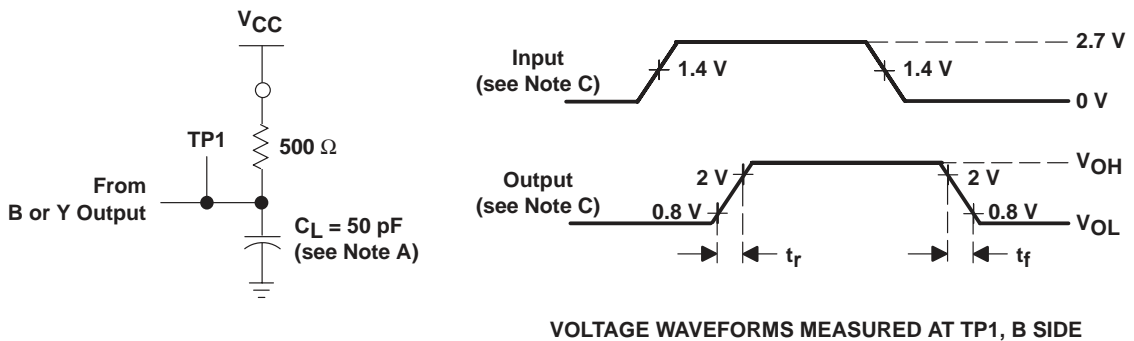 VCC
TP1
500 Ω
From
B or Y Output
CL = 50 pF
(see Note A)
Input
(see Note C)
1.4 V
1.4 V
2.7 V
0 V
Output
(see Note C)
2 V
0.8 V
2 V
0.8 V
VOH
VOL
tr
tf
VOLTAGE WAVEFORMS MEASURED AT TP1, B SIDE